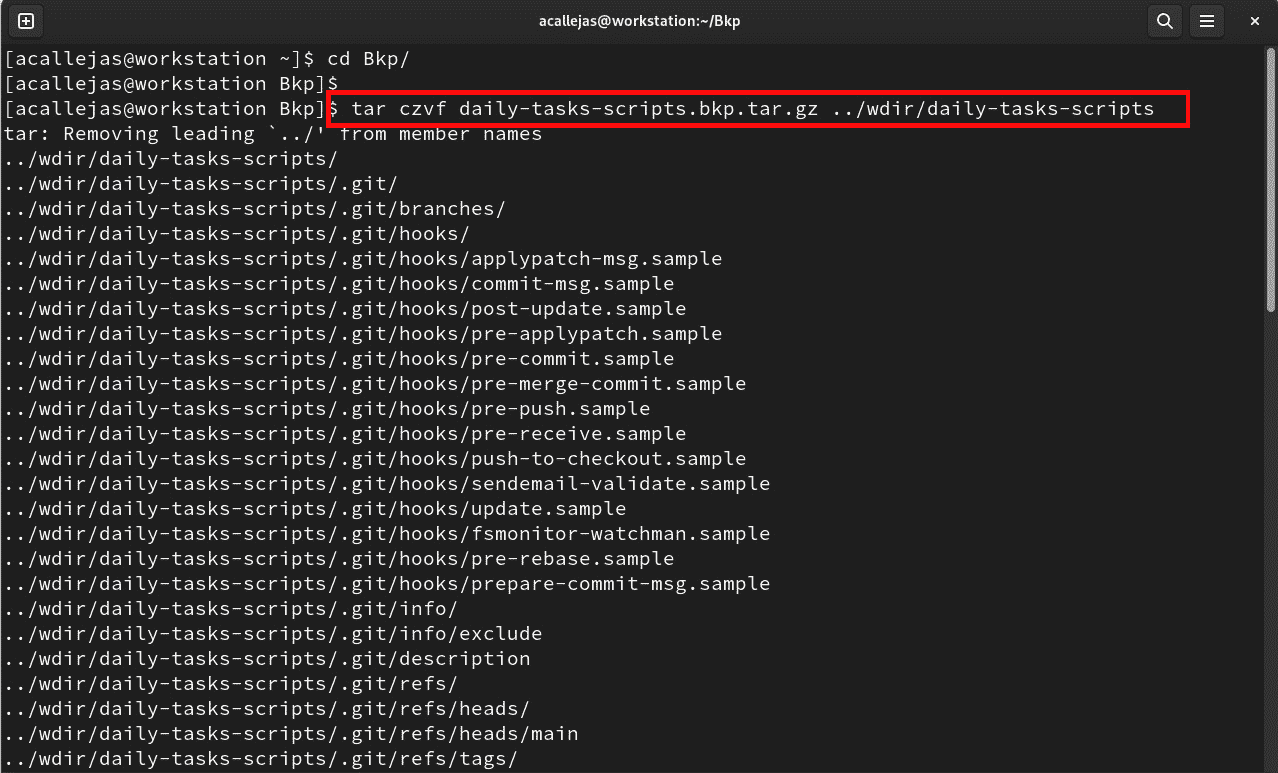 acallejas@workstation:~/Bkp
[acallejas@workstation ~]$ cd Bkp/
[acallejas@workstation Bkp]$
[acallejas@workstation Bkp]$ tar czvf daily-tasks-scripts.bkp.tar.gz ../wdir/daily-tasks-scripts
tar: Removing leading `../' from member names
../wdir/daily-tasks-scripts/
../wdir/daily-tasks-scripts/.git/
../wdir/daily-tasks-scripts/.git/branches/
../wdir/daily-tasks-scripts/.git/hooks/
../wdir/daily-tasks-scripts/.git/hooks/applypatch-msg.sample
../wdir/daily-tasks-scripts/.git/hooks/commit-msg.sample
../wdir/daily-tasks-scripts/.git/hooks/post-update.sample
../wdir/daily-tasks-scripts/.git/hooks/pre-applypatch.sample
../wdir/daily-tasks-scripts/.git/hooks/pre-commit.sample
../wdir/daily-tasks-scripts/.git/hooks/pre-merge-commit.sample
../wdir/daily-tasks-scripts/.git/hooks/pre-push.sample
../wdir/daily-tasks-scripts/.git/hooks/pre-receive.sample
../wdir/daily-tasks-scripts/.git/hooks/push-to-checkout.sample
../wdir/daily-tasks-scripts/.git/hooks/sendemail-validate.sample
../wdir/daily-tasks-scripts/.git/hooks/update.sample
../wdir/daily-tasks-scripts/.git/hooks/fsmonitor-watchman.sample
../wdir/daily-tasks-scripts/.git/hooks/pre-rebase.sample
../wdir/daily-tasks-scripts/.git/hooks/prepare-commit-msg.sample
../wdir/daily-tasks-scripts/.git/info/
../wdir/daily-tasks-scripts/.git/info/exclude
../wdir/daily-tasks-scripts/.git/description
../wdir/daily-tasks-scripts/.git/refs/
../wdir/daily-tasks-scripts/.git/refs/heads/
../wdir/daily-tasks-scripts/.git/refs/heads/main
../wdir/daily-tasks-scripts/.git/refs/tags/